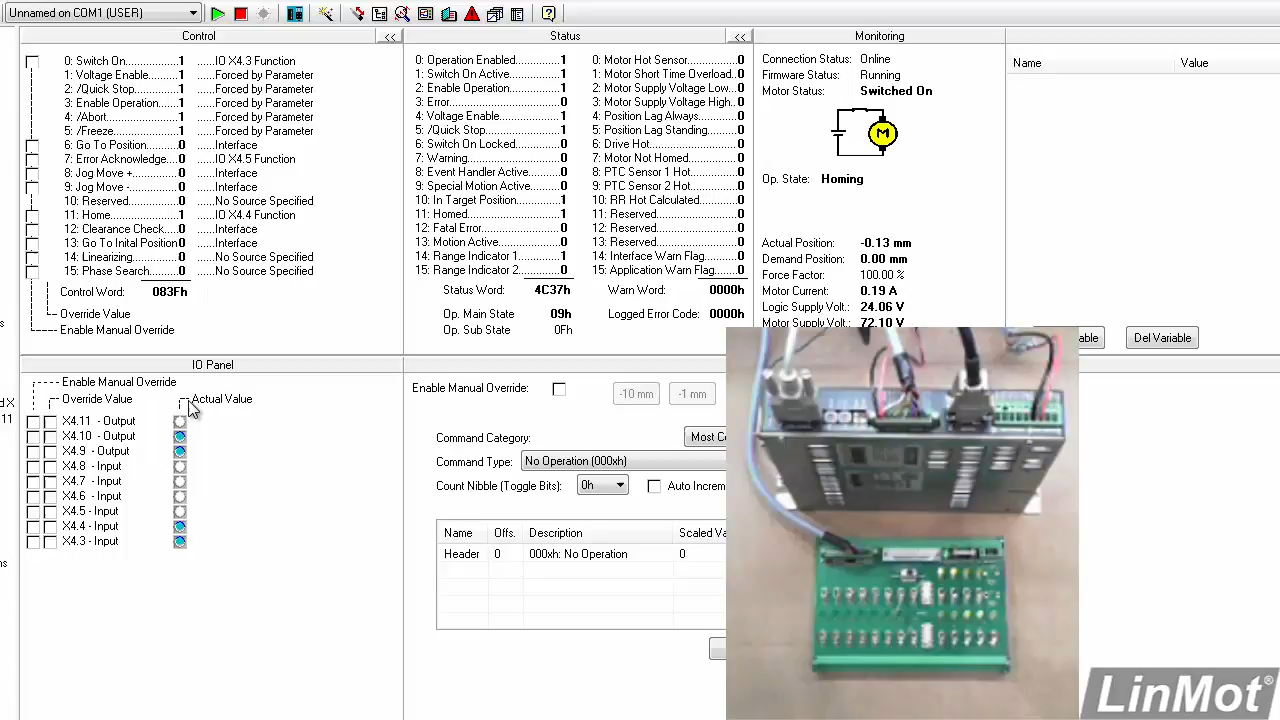 Unnamed on COM1 (USER)
Control
<<
Status
<<
Monitoring
0: Switch On..............1 ......IO X4.3 Function
1: Voltage Enable.......1 ......Forced by Parameter
2: /Quick Stop............1 ......Forced by Parameter
3: Enable Operation....1 ......Forced by Parameter
4: /Abort....................1 ......Forced by Parameter
5: /Freeze..................1 ......Forced by Parameter
6: Go To Position........0 ......Interface
7: Error Acknowledge...0 ......IO X4.5 Function
8: Jog Move +............0 ......Interface
9: Jog Move -.............0 ......Interface
10: Reserved..............0 ......No Source Specified
11: Home..................1 ......IO X4.4 Function
12: Clearance Check....0 ......Interface
13: Go To Inital Position0 ......Interface
14: Linearizing............0 ......No Source Specified
15: Phase Search.......0 ......No Source Specified
Control Word: 083Fh
Override Value
Enable Manual Override
0: Operation Enabled..........1
1: Switch On Active............1
2: Enable Operation............1
3: Error..............................0
4: Voltage Enable...............1
5: /Quick Stop....................1
6: Switch On Locked...........0
7: Warning.........................0
8: Event Handler Active.......0
9: Special Motion Active......0
10: In Target Position..........1
11: Homed.........................1
12: Fatal Error.....................0
13: Motion Active................0
14: Range Indicator 1..........1
15: Range Indicator 2..........0
Status Word: 4C37h
Op. Main State 09h
Op. Sub State 0Fh
0: Motor Hot Sensor............0
1: Motor Short Time Overload..0
2: Motor Supply Voltage Low...0
3: Motor Supply Voltage High..0
4: Position Lag Always..........0
5: Position Lag Standing........0
6: Drive Hot........................0
7: Motor Not Homed.............0
8: PTC Sensor 1 Hot.............0
9: PTC Sensor 2 Hot.............0
10: RR Hot Calculated...........0
11: Reserved.......................0
12: Reserved.......................0
13: Reserved.......................0
14: Interface Warn Flag.........0
15: Application Warn Flag......0
Warn Word: 0000h
Logged Error Code: 0000h
Connection Status: Online
Firmware Status: Running
Motor Status: Switched On
M
Op. State: Homing
Actual Position: -0.13 mm
Demand Position: 0.00 mm
Force Factor: 100.00 %
Motor Current: 0.19 A
Logic Supply Volt.: 24.06 V
Motor Supply Volt.: 72.10 V
Name Value
Del Variable
IO Panel
Enable Manual Override
Override Value Actual Value
X4.11 - Output
X4.10 - Output
X4.9 - Output
X4.8 - Input
X4.7 - Input
X4.6 - Input
X4.5 - Input
X4.4 - Input
X4.3 - Input
Enable Manual Override: -10 mm -1 mm
Command Category:
Command Type: No Operation (000xh)
Count Nibble (Toggle Bits): 0h
Name Offs. Description
Header 0 000xh: No Operation 0
LinMot®